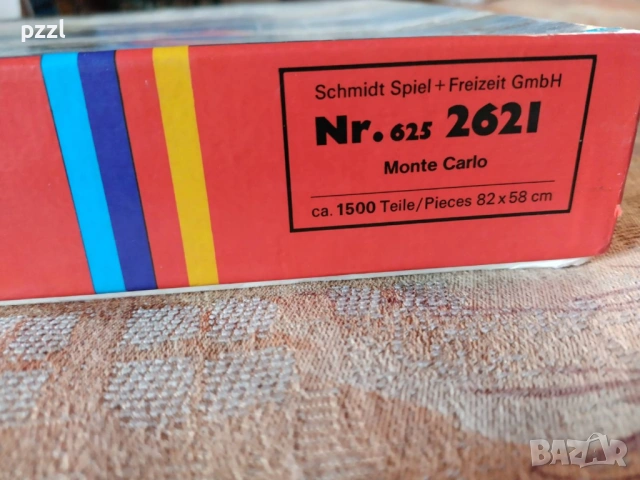 pzzl
Schmidt Spiel + Freizeit GmbH
Nr. 625 2621
Monte Carlo
ca. 1500 Teile/Pieces 82 x 58 cm
BAZAR